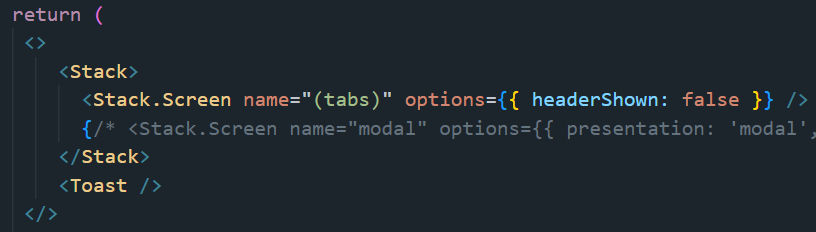 return (
<>
<Stack>
<Stack.Screen name="(tabs)" options={{ headerShown: false }} />
{/* <Stack.Screen name="modal" options={{ presentation: 'modal',
</Stack>
<Toast />
</>